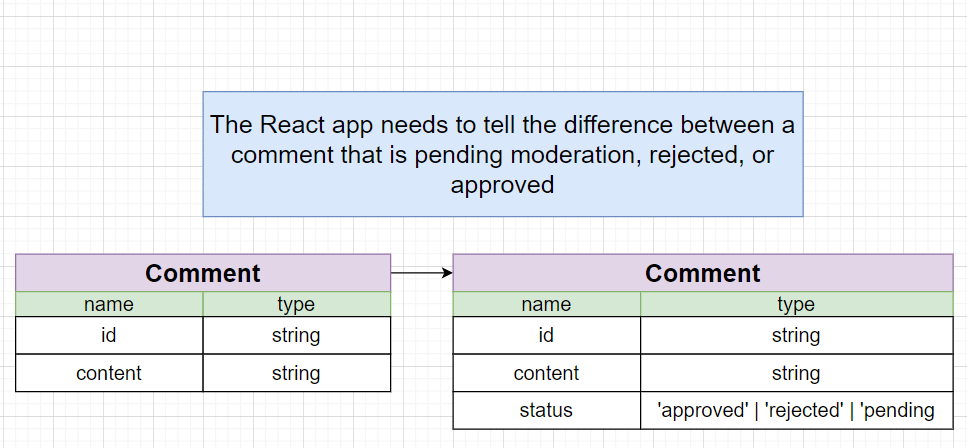 The React app needs to tell the difference between a
comment that is pending moderation, rejected, or
approved
Comment
name type
id string
content string
Comment
name type
id string
content string
status 'approved' | 'rejected' | 'pending